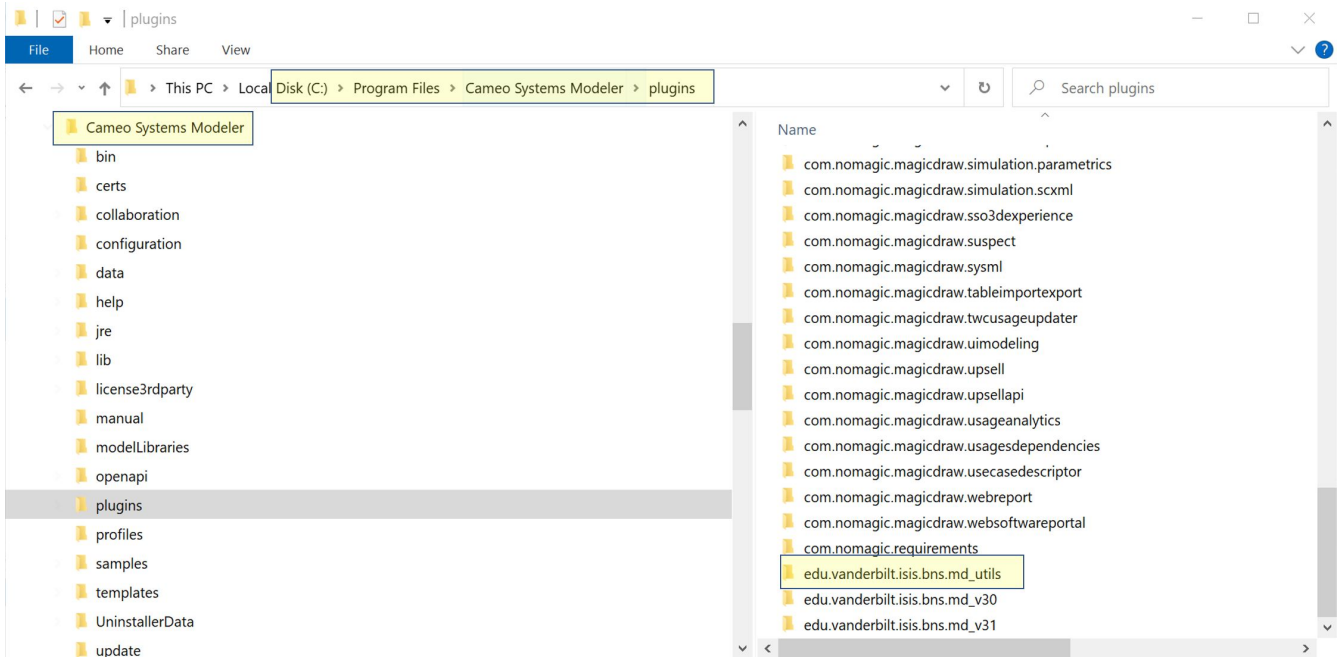 plugins
File Home Share View
This PC > Local Disk (C:) > Program Files > Cameo Systems Modeler > plugins
Search plugins
Cameo Systems Modeler
bin
certs
collaboration
configuration
data
help
jre
lib
license3rdparty
manual
modelLibraries
openapi
plugins
profiles
samples
templates
UninstallerData
update
Name
com.nomagic.magicdraw.simulation.parametrics
com.nomagic.magicdraw.simulation.scxml
com.nomagic.magicdraw.sso3dexperience
com.nomagic.magicdraw.suspect
com.nomagic.magicdraw.sysml
com.nomagic.magicdraw.tableimportexport
com.nomagic.magicdraw.twcusageupdater
com.nomagic.magicdraw.uimodeling
com.nomagic.magicdraw.upsell
com.nomagic.magicdraw.upsellapi
com.nomagic.magicdraw.usageanalytics
com.nomagic.magicdraw.usagesdependencies
com.nomagic.magicdraw.usecasedescriptor
com.nomagic.magicdraw.webreport
com.nomagic.magicdraw.websoftwareportal
com.nomagic.requirements
edu.vanderbilt.isis.bns.md_utils
edu.vanderbilt.isis.bns.md_v30
edu.vanderbilt.isis.bns.md_v31